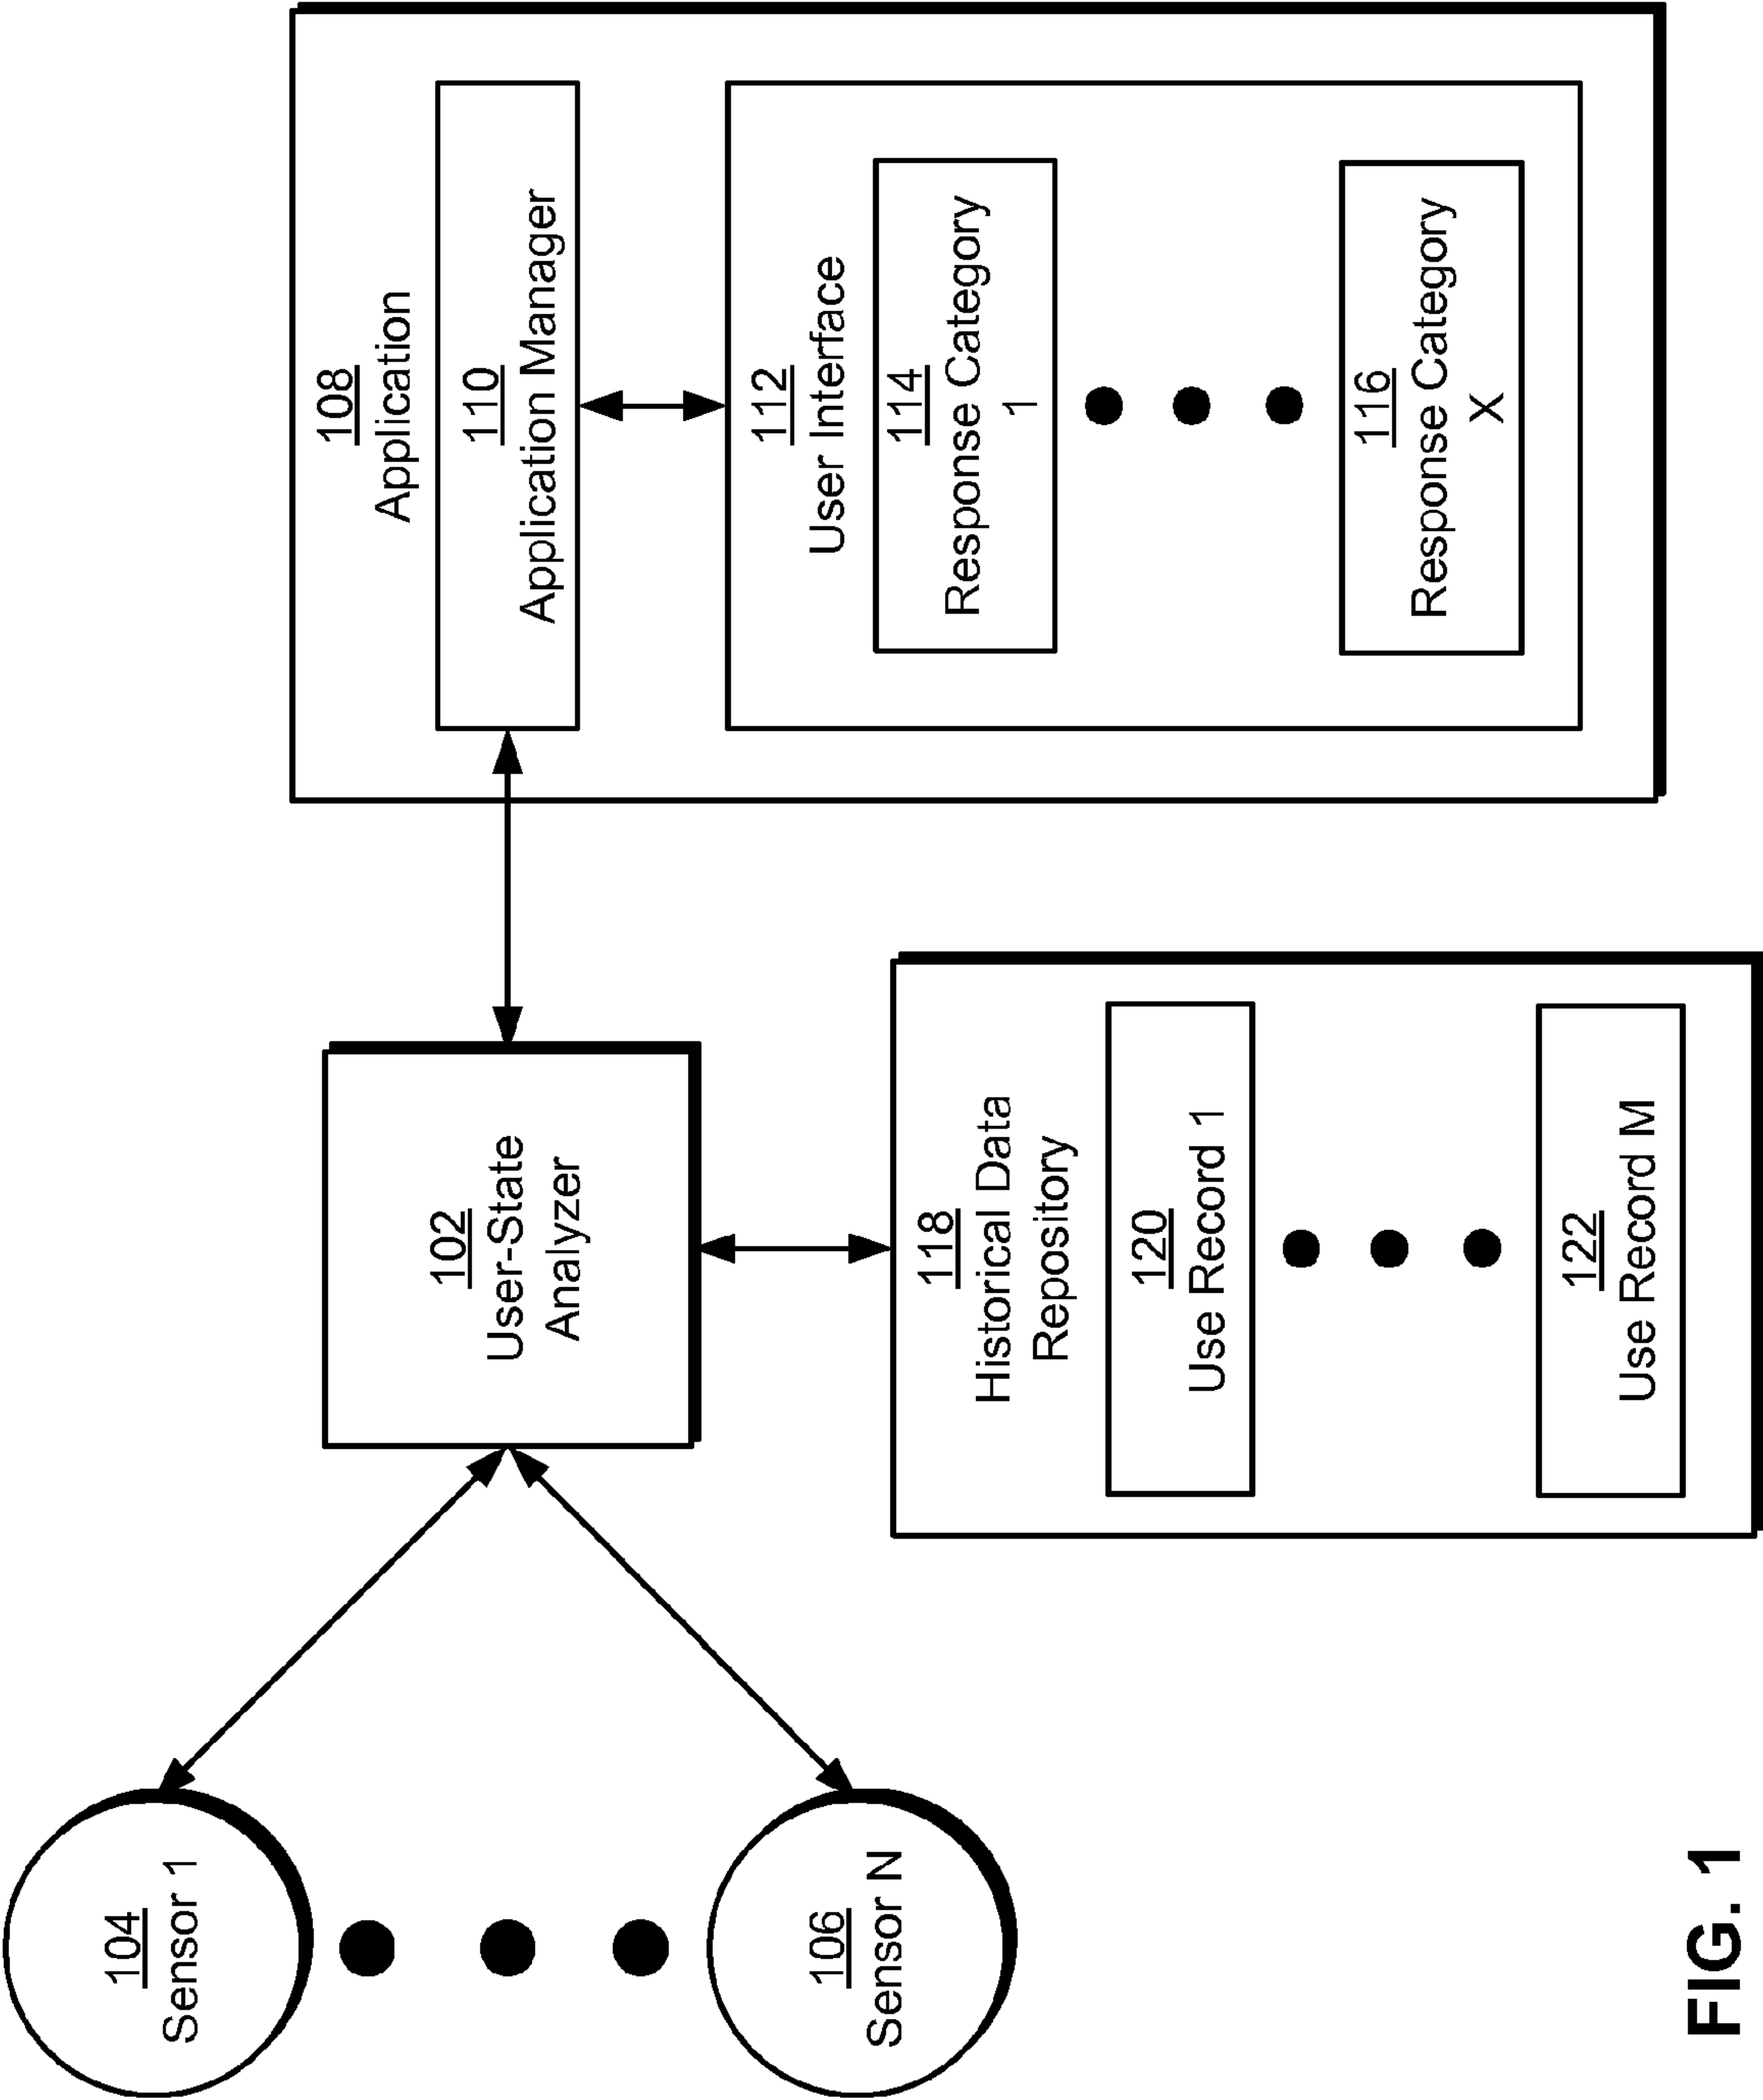 104
Sensor 1
106
Sensor N
102
User-State
Analyzer
118
Historical Data
Repository
120
Use Record 1
122
Use Record M
108
Application
110
Application Manager
112
User Interface
114
Response Category
1
116
Response Category
X
FIG. 1